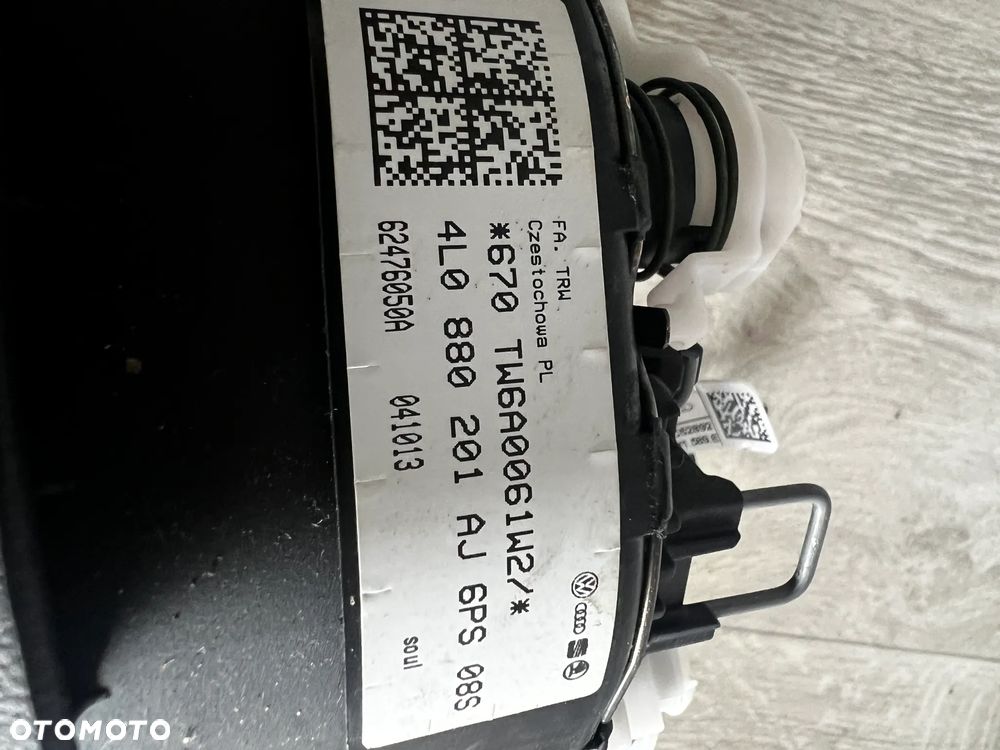 FA. TRW
Czestochowa PL
*670 TW6A0061W2/*
4L0 880 201 AJ 6PS 08S
62476050A 041013
soul
OTOMOTO